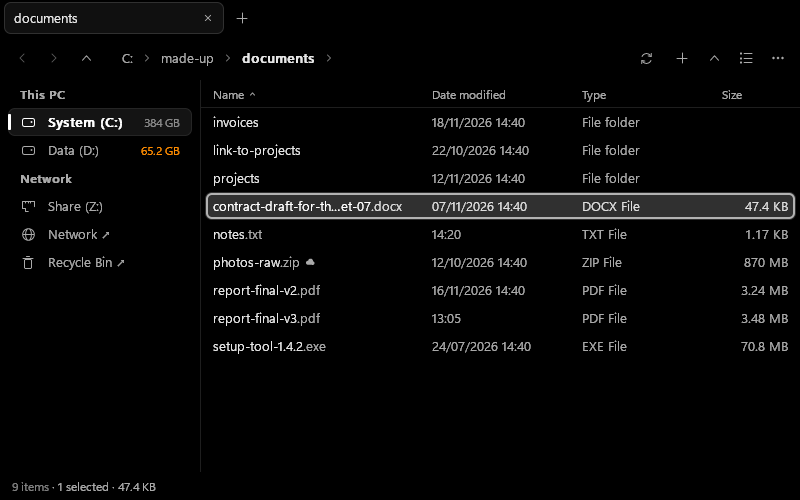 documents
C: made-up documents
This PC
System (C:) 384 GB
Data (D:) 65.2 GB
Network
Share (Z:)
Network
Recycle Bin
Name Date modified Type Size
invoices 18/11/2026 14:40 File folder
link-to-projects 22/10/2026 14:40 File folder
projects 12/11/2026 14:40 File folder
contract-draft-for-th...et-07.docx 07/11/2026 14:40 DOCX File 47.4 KB
notes.txt 14:20 TXT File 1.17 KB
photos-raw.zip 12/10/2026 14:40 ZIP File 870 MB
report-final-v2.pdf 16/11/2026 14:40 PDF File 3.24 MB
report-final-v3.pdf 13:05 PDF File 3.48 MB
setup-tool-1.4.2.exe 24/07/2026 14:40 EXE File 70.8 MB
9 items · 1 selected · 47.4 KB